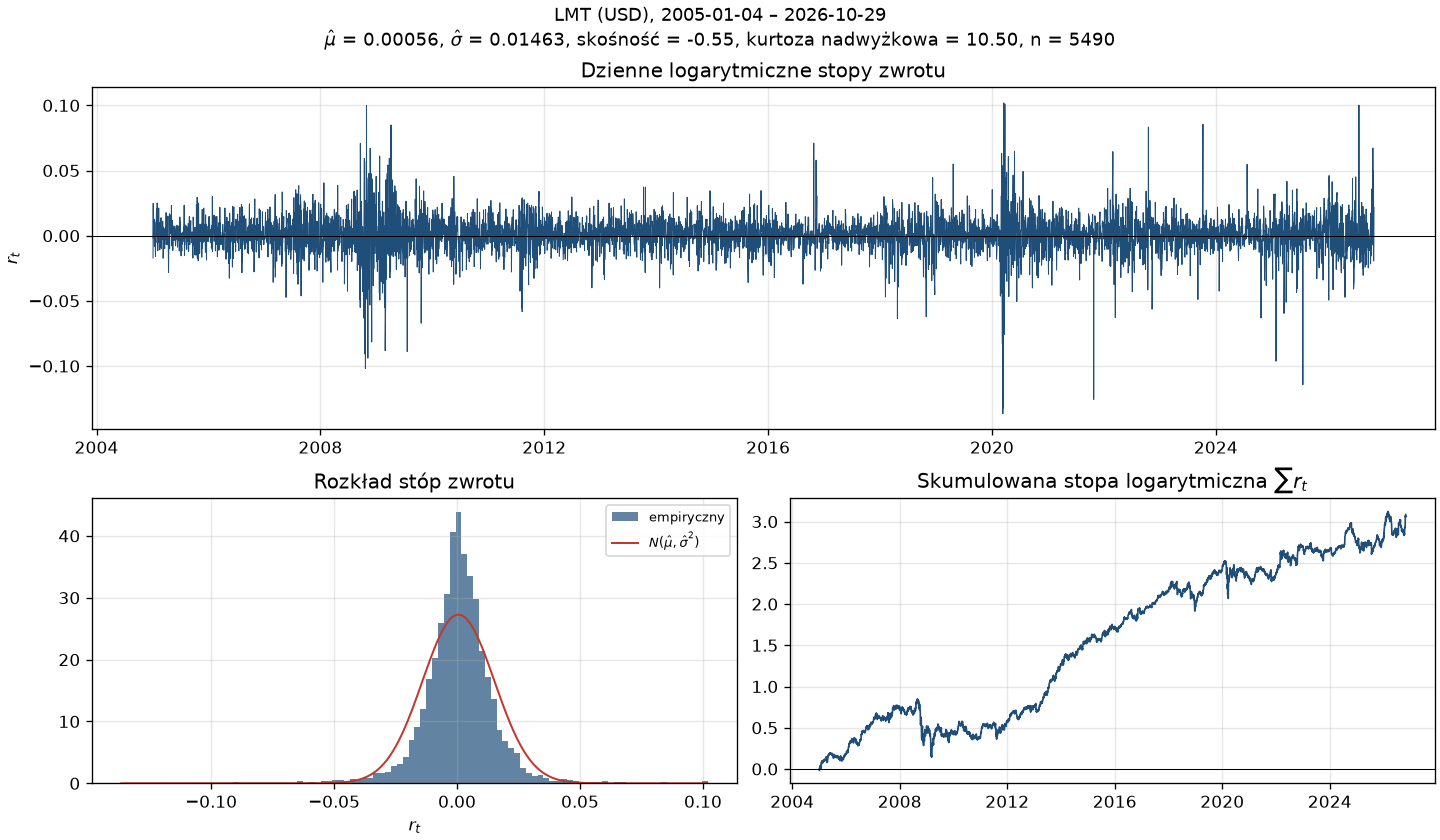 LMT (USD), 2005-01-04 – 2026-10-29
μ̂ = 0.00056, σ̂ = 0.01463, skośność = -0.55, kurtoza nadwyżkowa = 10.50, n = 5490
Dzienne logarytmiczne stopy zwrotu
0.10
0.05
0.00
−0.05
−0.10
r_t
2004 2008 2012 2016 2020 2024
Rozkład stóp zwrotu
empiryczny
N(μ̂, σ̂²)
40
30
20
10
0
−0.10 −0.05 0.00 0.05 0.10
r_t
Skumulowana stopa logarytmiczna ∑r_t
3.0
2.5
2.0
1.5
1.0
0.5
0.0
2004 2008 2012 2016 2020 2024